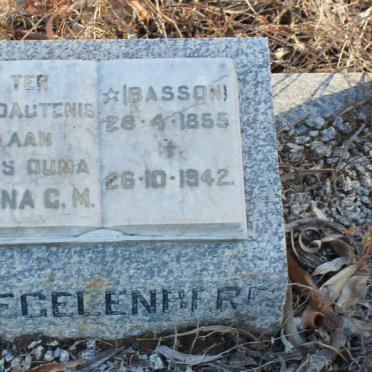 TER
DAGTENIS
AAN
S OUMA
NA C. M.
☆(BASSON)
28·4·1855
✝
26·10·1942.
EGELENBERG